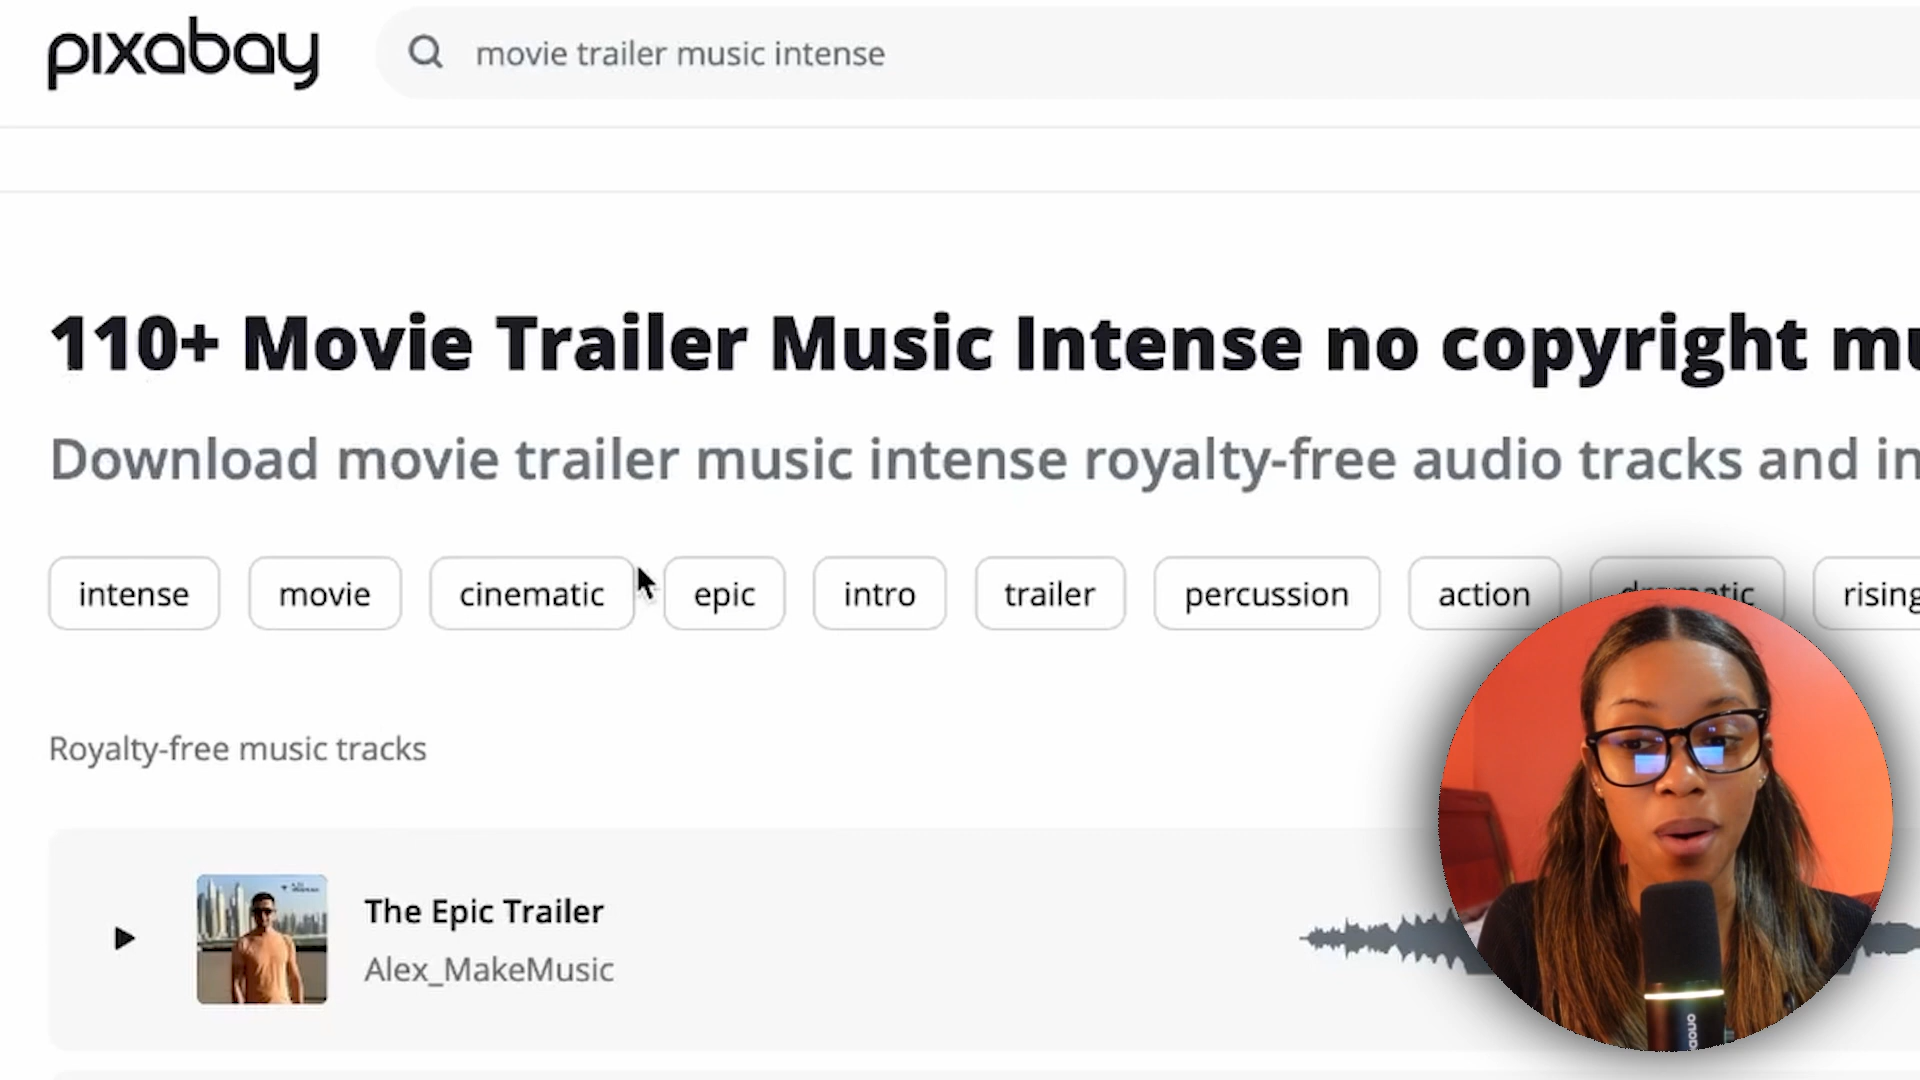 pixabay
movie trailer music intense
110+ Movie Trailer Music Intense no copyright mu
Download movie trailer music intense royalty-free audio tracks and in
intense movie cinematic epic intro trailer percussion action dramatic rising
Royalty-free music tracks
The Epic Trailer
Alex_MakeMusic